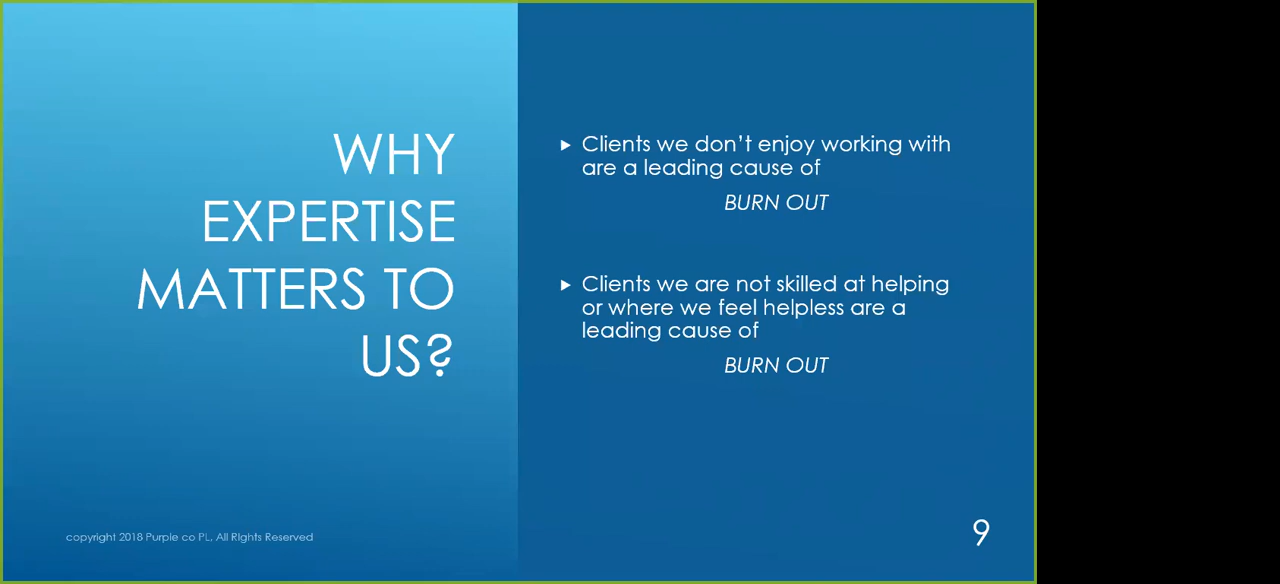 WHY
EXPERTISE
MATTERS TO
US?
▶ Clients we don’t enjoy working with
are a leading cause of
BURN OUT
▶ Clients we are not skilled at helping
or where we feel helpless are a
leading cause of
BURN OUT
copyright 2018 Purple co PL, All Rights Reserved
9